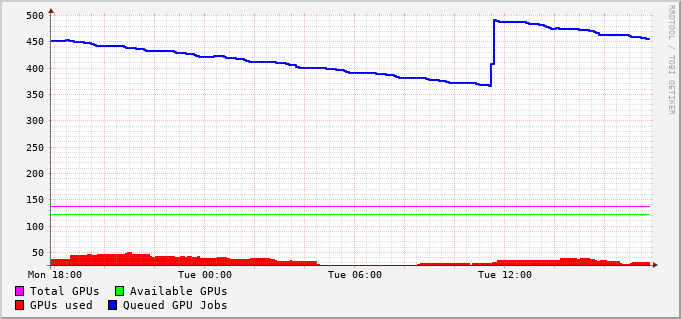 500
450
400
350
300
250
200
150
100
50
Mon 18:00 Tue 00:00 Tue 06:00 Tue 12:00
Total GPUs Available GPUs
GPUs used Queued GPU Jobs
RRDTOOL / TOBI OETIKER